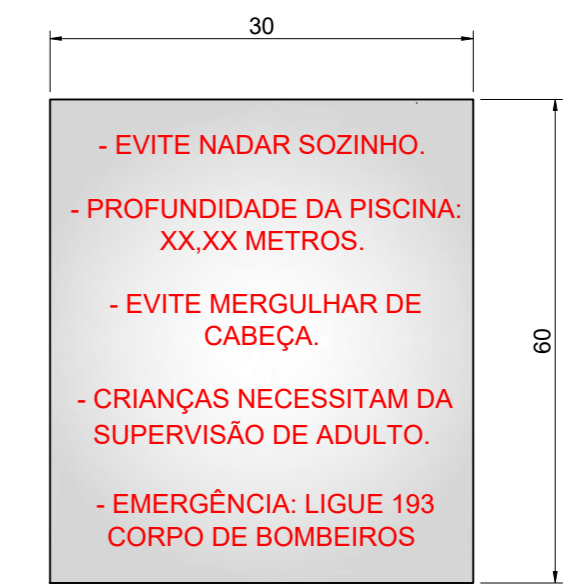 30
- EVITE NADAR SOZINHO.
- PROFUNDIDADE DA PISCINA:
XX,XX METROS.
- EVITE MERGULHAR DE
CABEÇA.
- CRIANÇAS NECESSITAM DA
SUPERVISÃO DE ADULTO.
- EMERGÊNCIA: LIGUE 193
CORPO DE BOMBEIROS
60